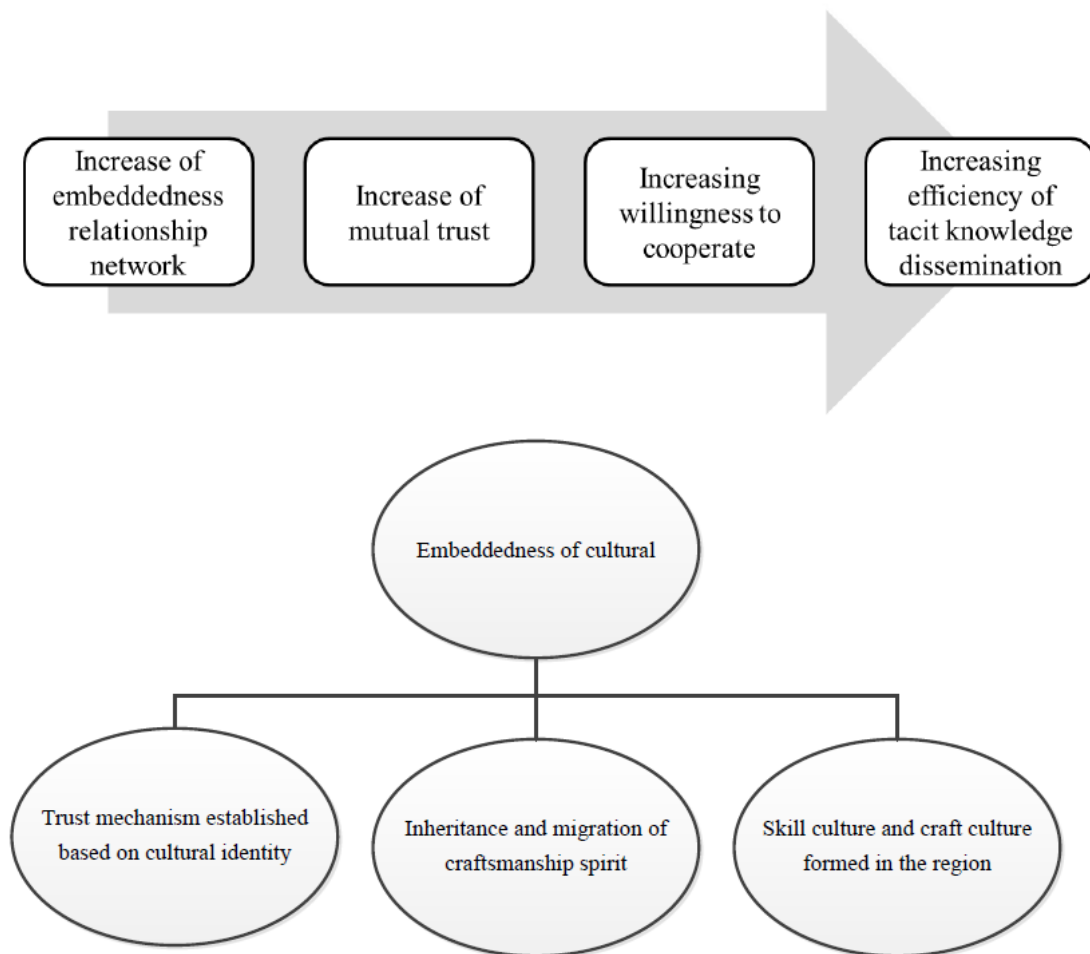 Increase of
embeddedness
relationship
network
Increase of
mutual trust
Increasing
willingness to
cooperate
Increasing
efficiency of
tacit knowledge
dissemination
Embeddedness of cultural
Trust mechanism established
based on cultural identity
Inheritance and migration of
craftsmanship spirit
Skill culture and craft culture
formed in the region